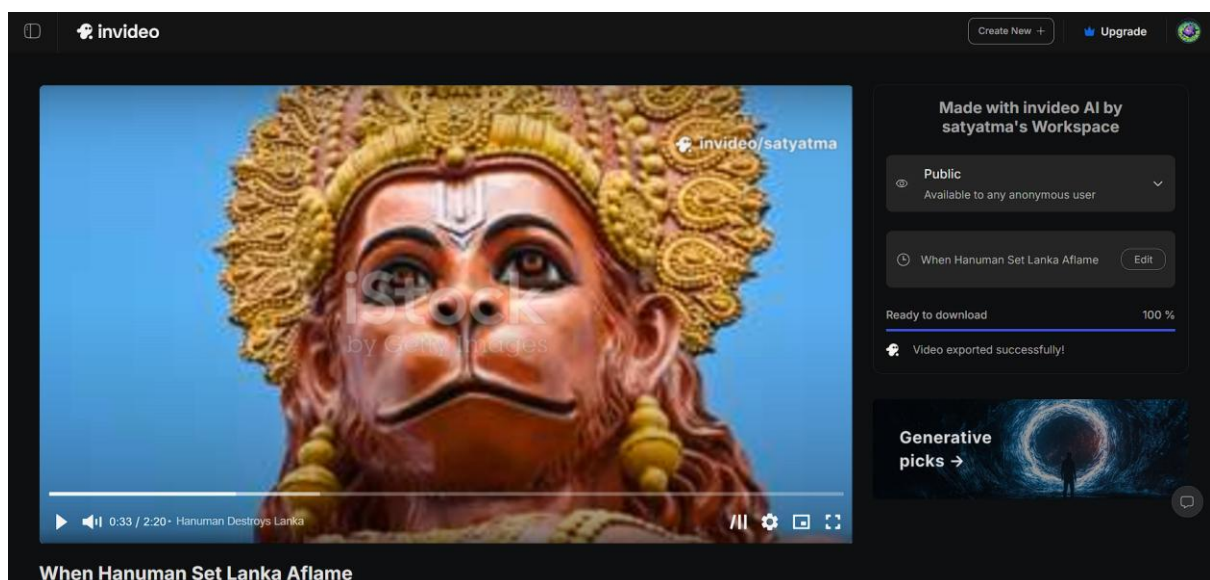 invideo
Create New +
Upgrade
invideo/satyatma
iStock
by Getty Images
0:33 / 2:20 • Hanuman Destroys Lanka
When Hanuman Set Lanka Aflame
Made with invideo AI by
satyatma's Workspace
Public
Available to any anonymous user
When Hanuman Set Lanka Aflame
Edit
Ready to download
100 %
Video exported successfully!
Generative
picks →